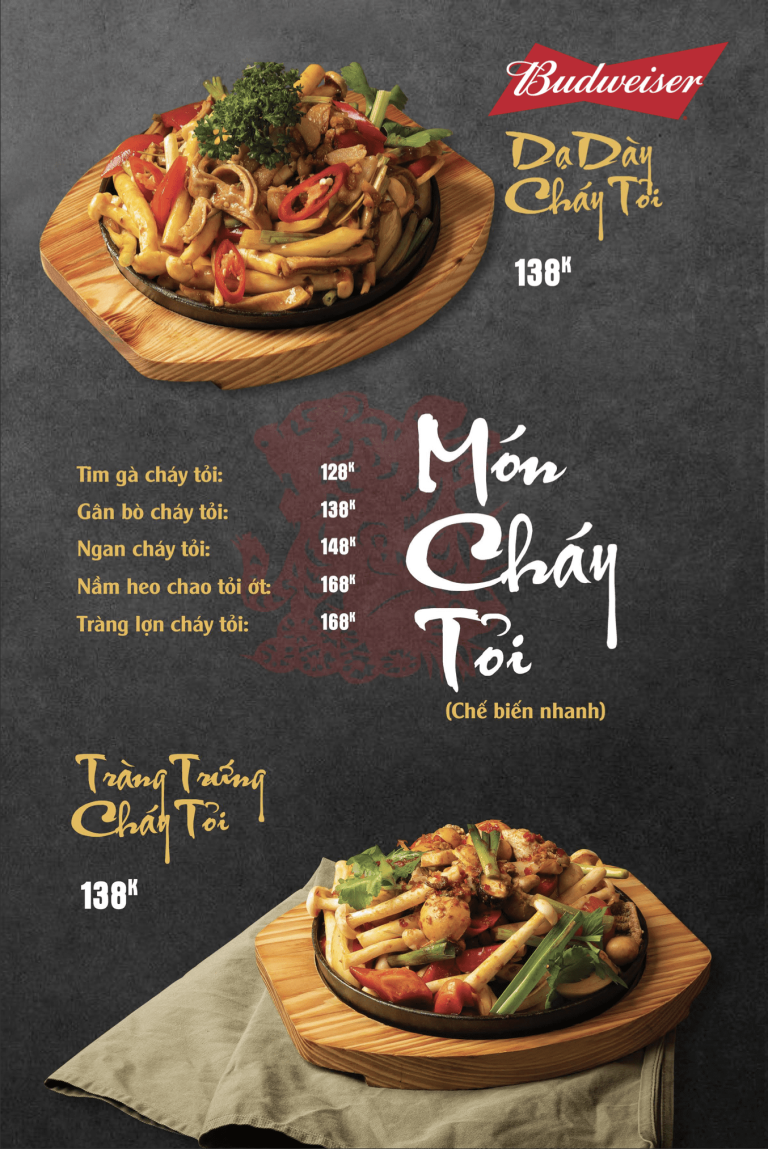 Budweiser
Dạ Dày
Cháy Tỏi
138K
Món
Cháy
Tỏi
(Chế biến nhanh)
Tim gà cháy tỏi: 128K
Gân bò cháy tỏi: 138K
Ngan cháy tỏi: 148K
Nầm heo chao tỏi ớt: 168K
Tràng lợn cháy tỏi: 168K
Tràng Trứng
Cháy Tỏi
138K